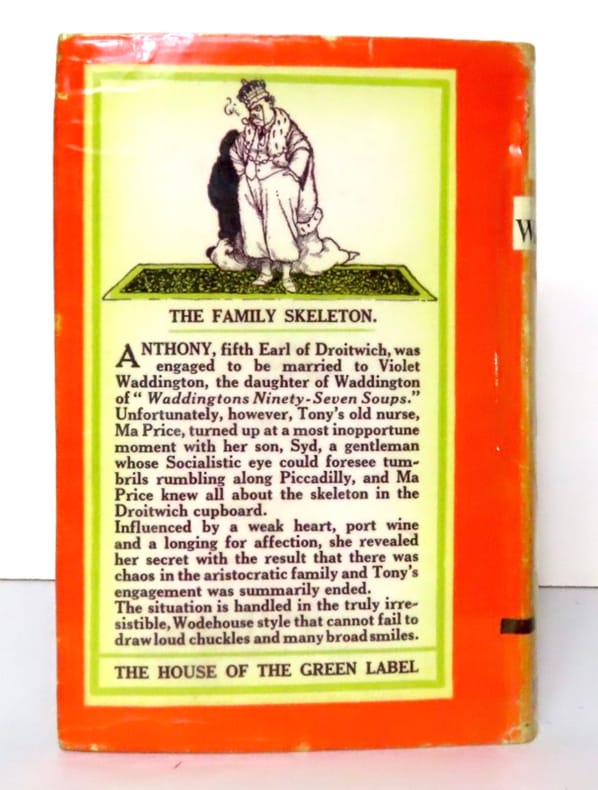 THE FAMILY SKELETON.
ANTHONY, fifth Earl of Droitwich, was
engaged to be married to Violet
Waddington, the daughter of Waddington
of “ Waddingtons Ninety-Seven Soups.”
Unfortunately, however, Tony's old nurse,
Ma Price, turned up at a most inopportune
moment with her son, Syd, a gentleman
whose Socialistic eye could foresee tum-
brils rumbling along Piccadilly, and Ma
Price knew all about the skeleton in the
Droitwich cupboard.
Influenced by a weak heart, port wine
and a longing for affection, she revealed
her secret with the result that there was
chaos in the aristocratic family and Tony's
engagement was summarily ended.
The situation is handled in the truly irre-
sistible, Wodehouse style that cannot fail to
draw loud chuckles and many broad smiles.
THE HOUSE OF THE GREEN LABEL